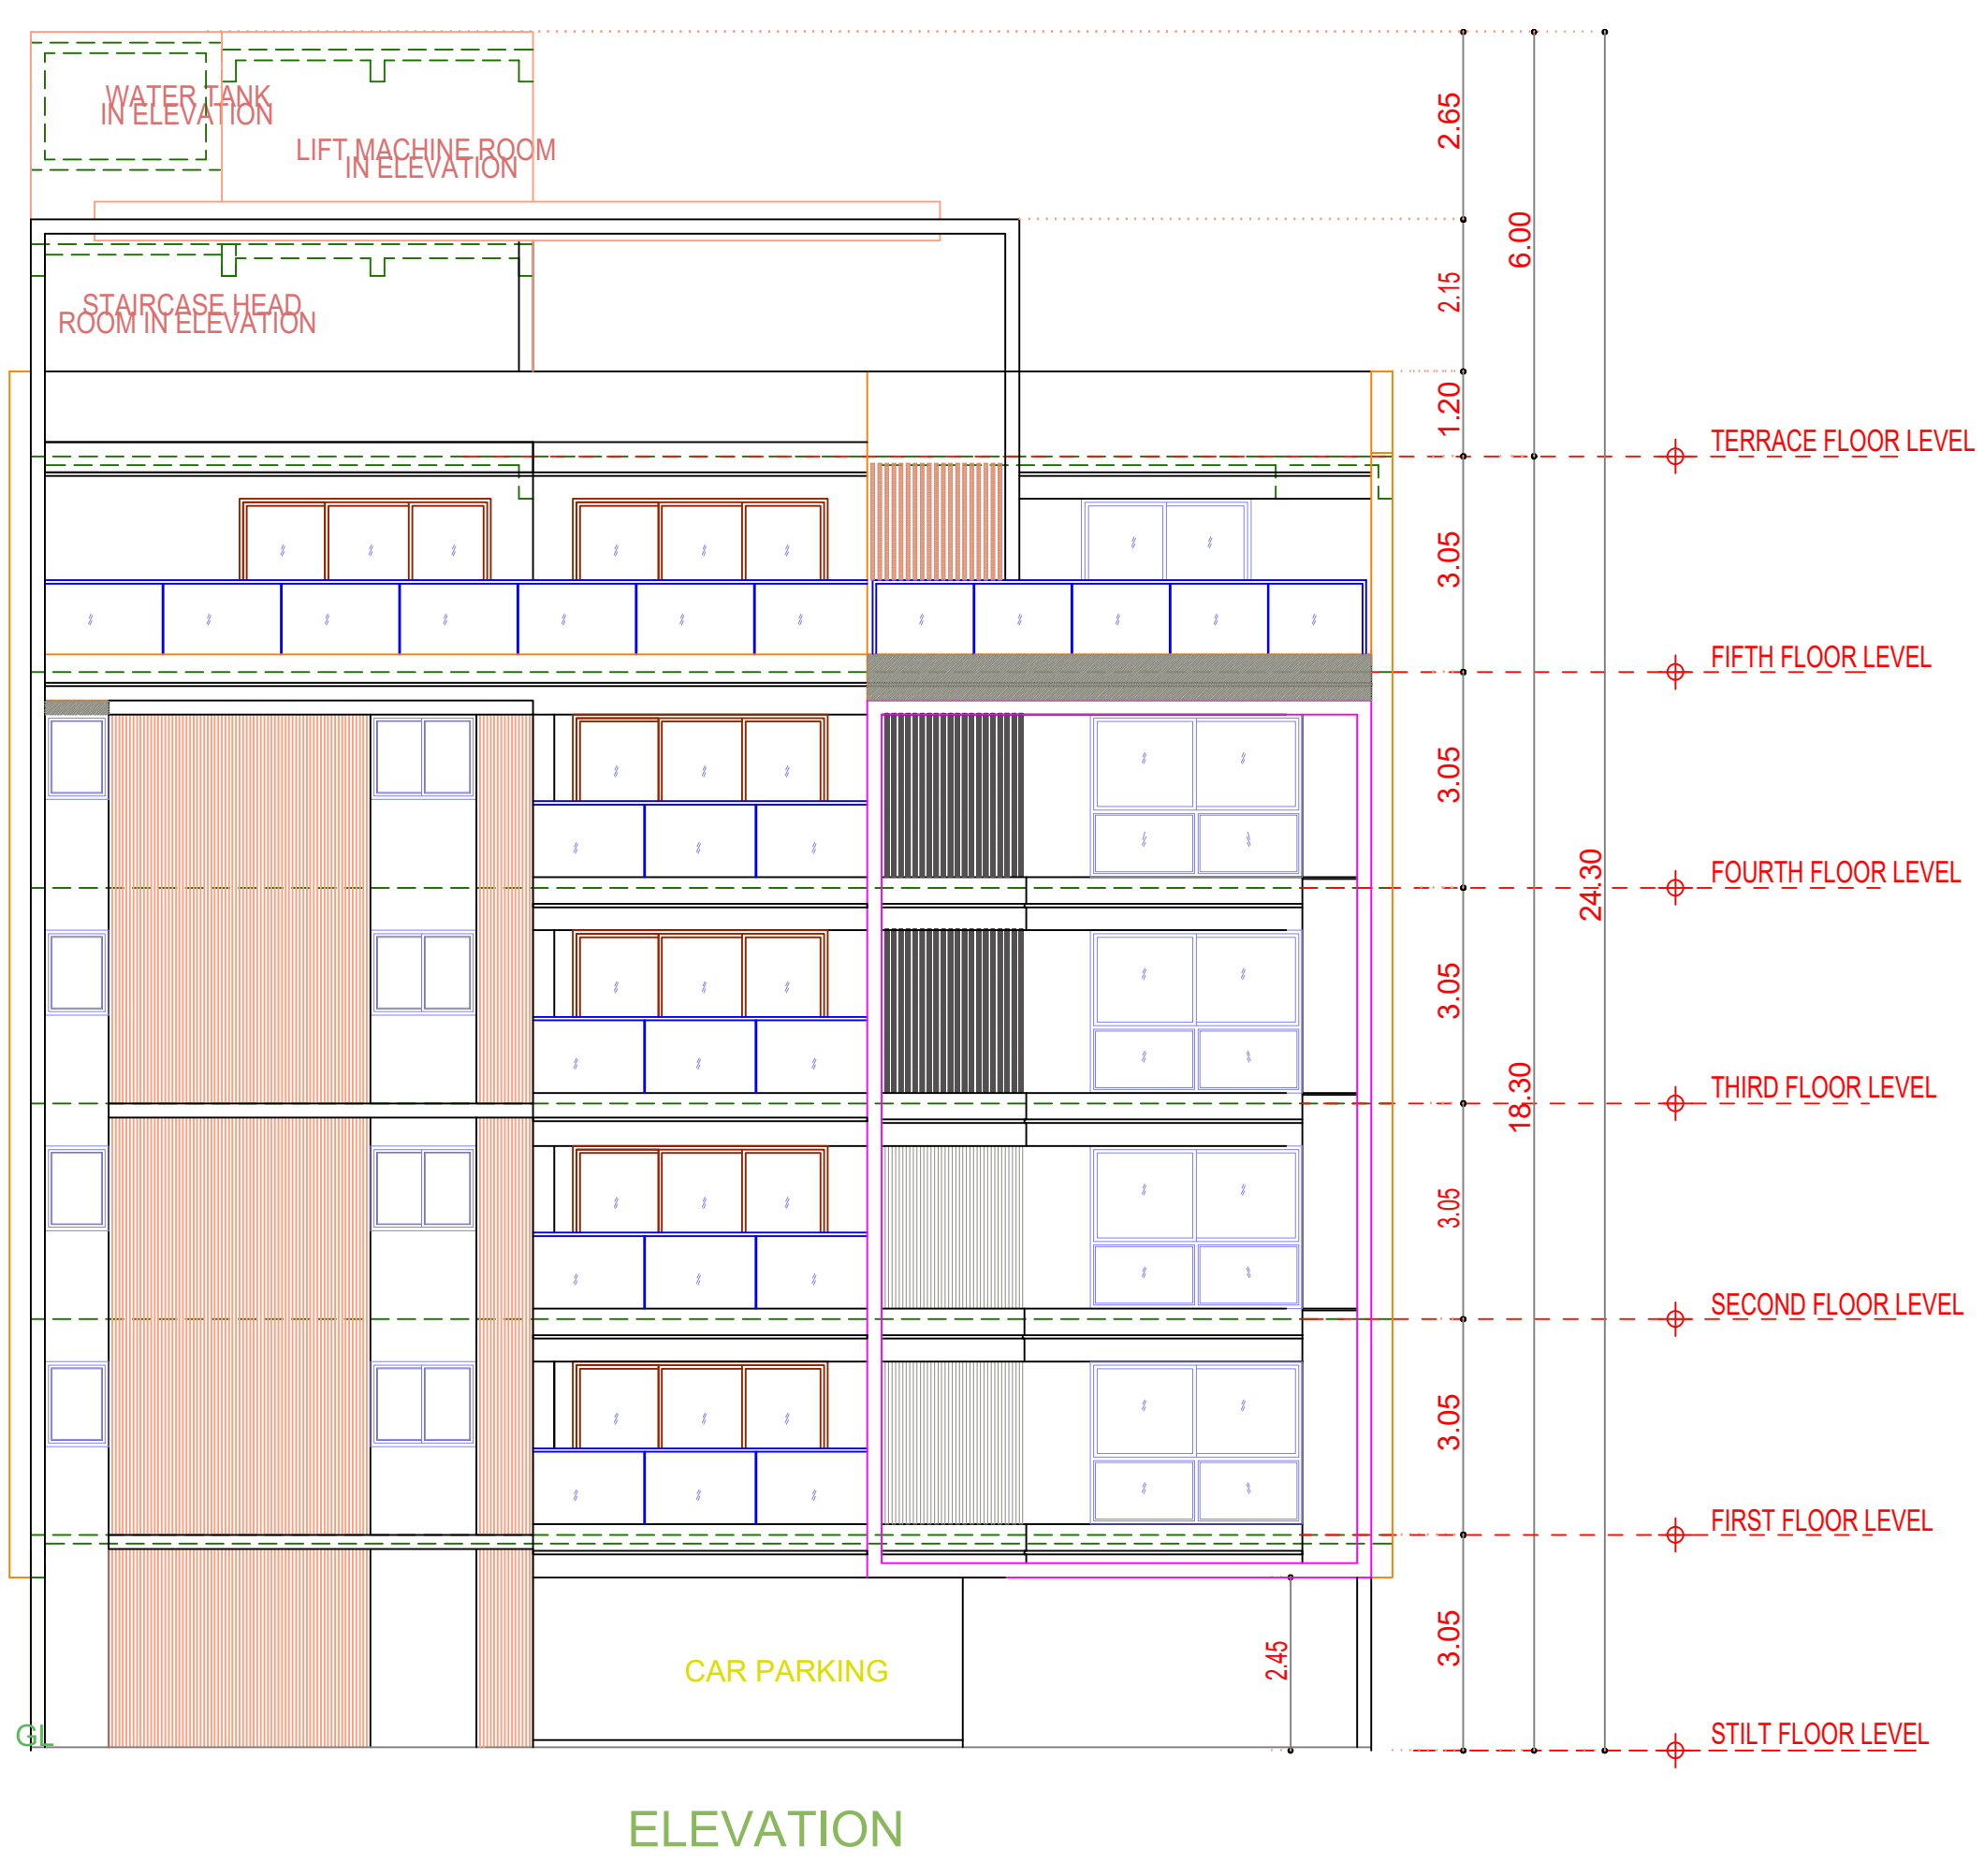 WATER TANK
IN ELEVATION
LIFT MACHINE ROOM
IN ELEVATION
2.65
6.00
STAIRCASE HEAD
ROOM IN ELEVATION
2.15
1.20
TERRACE FLOOR LEVEL
3.05
FIFTH FLOOR LEVEL
3.05
FOURTH FLOOR LEVEL
24.30
3.05
THIRD FLOOR LEVEL
18.30
3.05
SECOND FLOOR LEVEL
3.05
FIRST FLOOR LEVEL
3.05
2.45
CAR PARKING
GL
STILT FLOOR LEVEL
ELEVATION